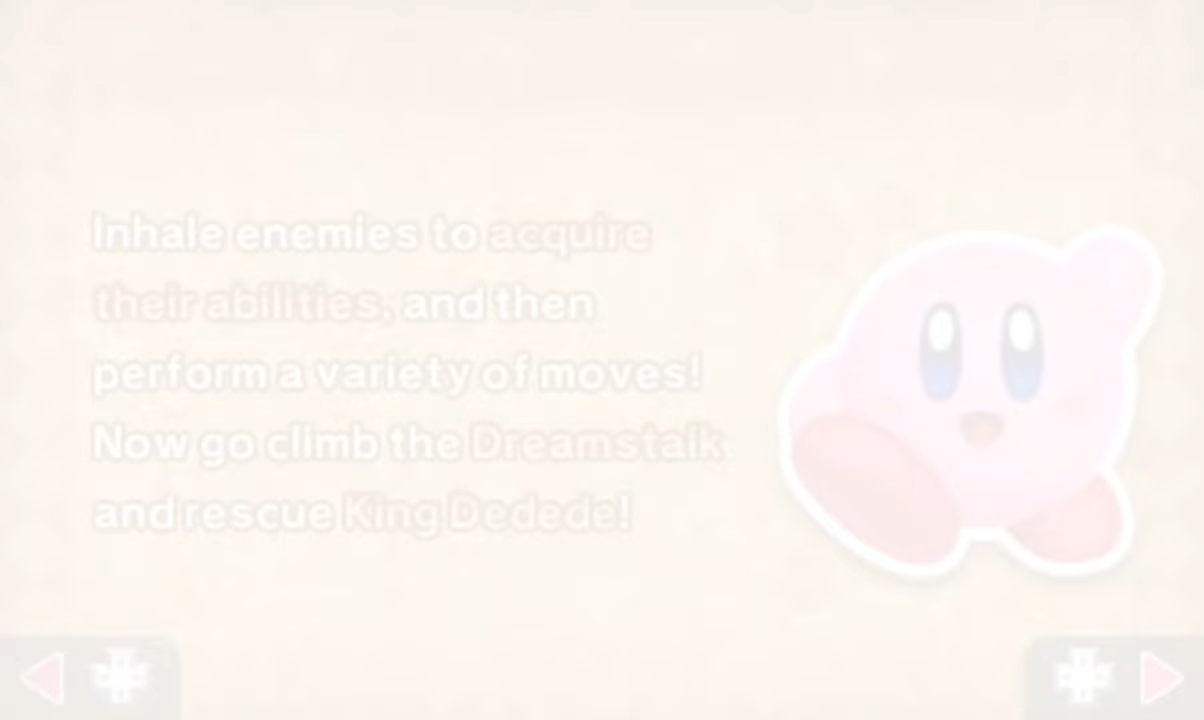 Inhale enemies to acquire
their abilities, and then
perform a variety of moves!
Now go climb the Dreamstalk
and rescue King Dedede!